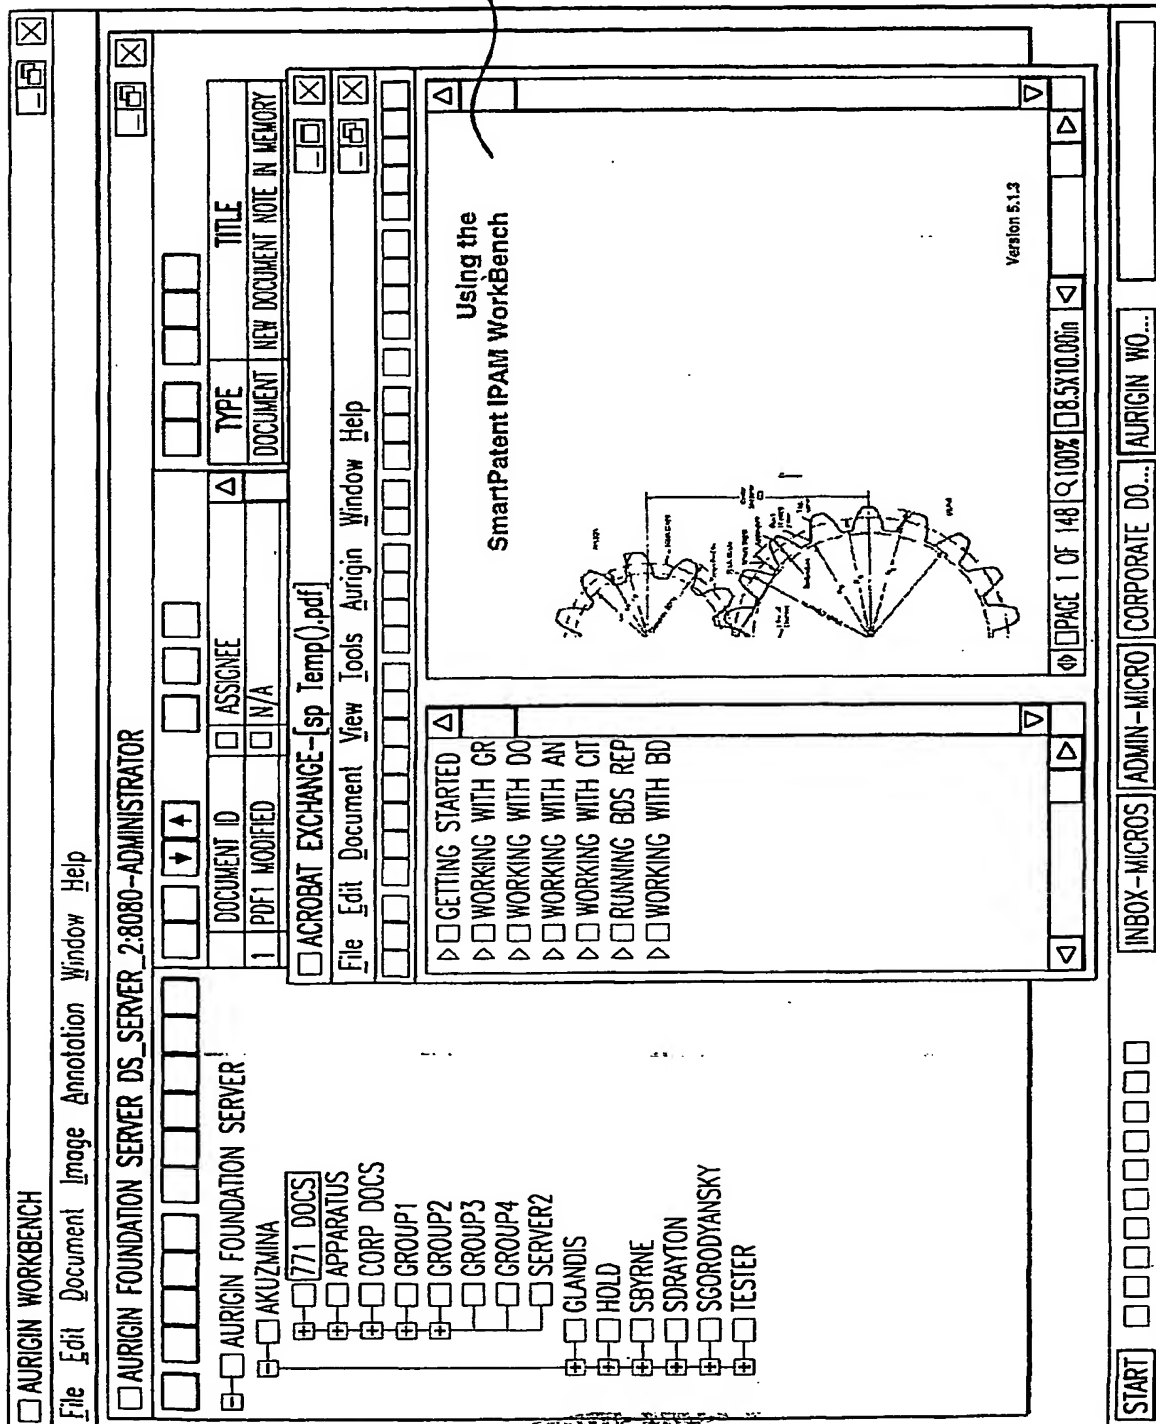 AURIGIN WORKBENCH
File Edit Document Image Annotation Window Help
AURIGIN FOUNDATION SERVER DS_SERVER_2:8080-ADMINISTRATOR
AURIGIN FOUNDATION SERVER
AKUZMINA
771 DOCS
APPARATUS
CORP DOCS
GROUP1
GROUP2
GROUP3
GROUP4
SERVER2
GLANDIS
HOLD
SBYRNE
SDRAYTON
SGORODYANSKY
TESTER
DOCUMENT ID ASSIGNEE TYPE TITLE
1 PDF1 MODIFIED N/A DOCUMENT NEW DOCUMENT NOTE IN MEMORY
ACROBAT EXCHANGE-[sp Temp().pdf]
File Edit Document View Tools Aurigin Window Help
GETTING STARTED
WORKING WITH GR
WORKING WITH DO
WORKING WITH AN
WORKING WITH CIT
RUNNING BDS REP
WORKING WITH BD
Using the
SmartPatent IPAM WorkBench
Version 5.1.3
PAGE 1 OF 148 100% 8.5X10.00in
START INBOX-MICROS ADMIN-MICRO CORPORATE DO... AURIGIN WO...